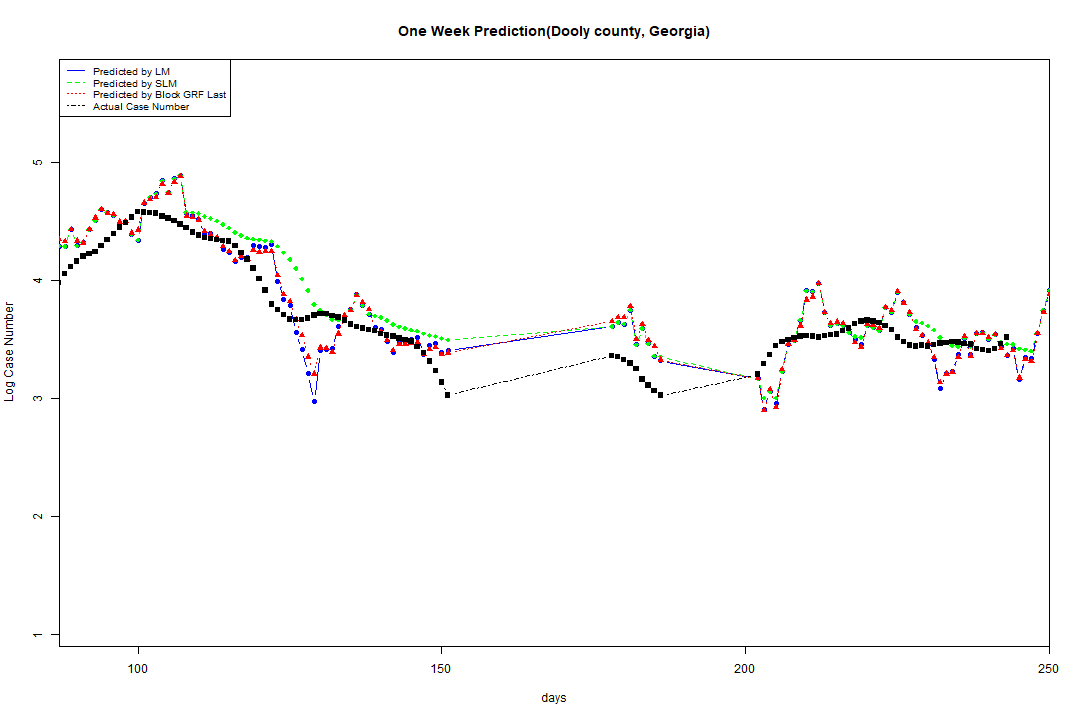 One Week Prediction(Dooly county, Georgia)
Predicted by LM
Predicted by SLM
Predicted by Block GRF Last
Actual Case Number
5
4
3
2
1
Log Case Number
100
150
200
250
days